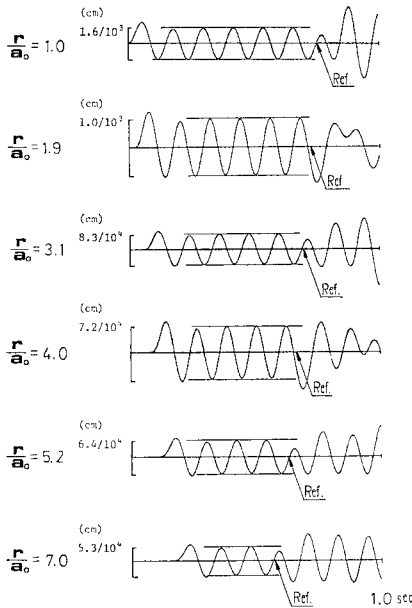 (cm)
r/a₀ = 1.0
1.6/10³
Ref.
(cm)
r/a₀ = 1.9
1.0/10³
Ref
(cm)
r/a₀ = 3.1
8.3/10⁴
Ref.
(cm)
r/a₀ = 4.0
7.2/10⁴
Ref.
(cm)
r/a₀ = 5.2
6.4/10⁴
Ref.
(cm)
r/a₀ = 7.0
5.3/10⁴
Ref.
1.0 sec